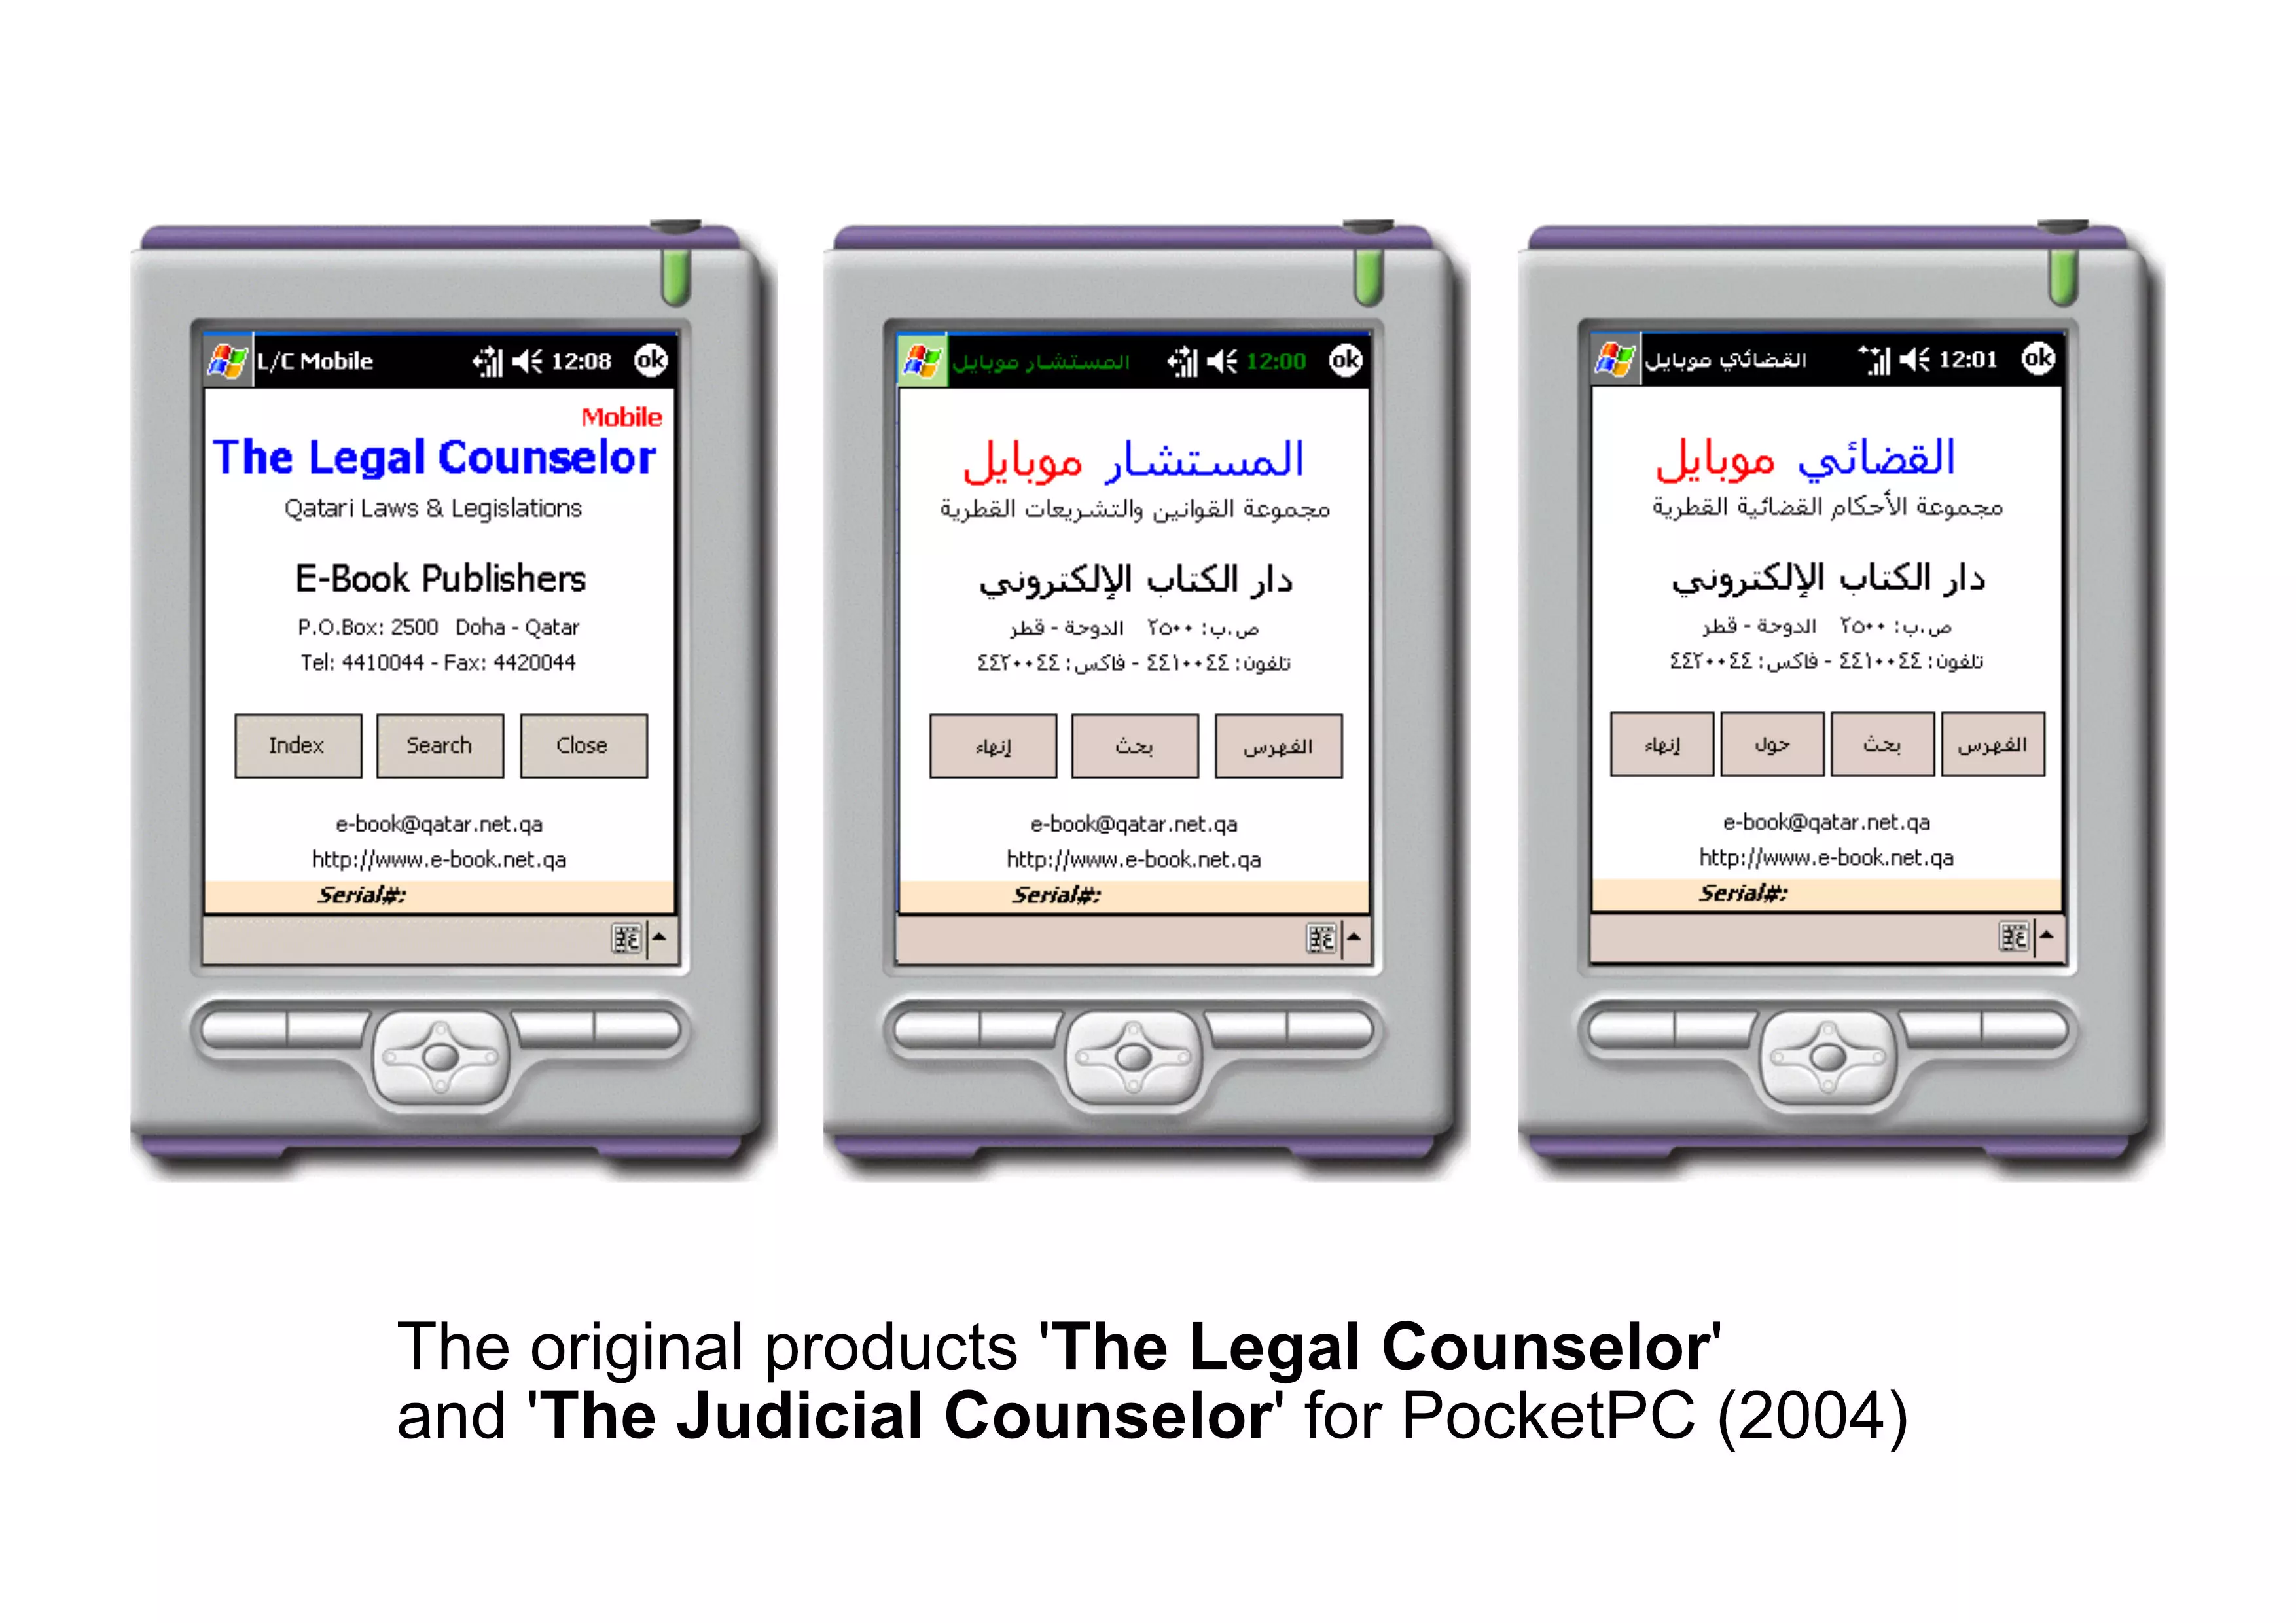 L/C Mobile 12:08 ok
Mobile
The Legal Counselor
Qatari Laws & Legislations
E-Book Publishers
P.O.Box: 2500 Doha - Qatar
Tel: 4410044 - Fax: 4420044
Index Search Close
e-book@qatar.net.qa
http://www.e-book.net.qa
Serial#:
المستشار موبايل 12:00 ok
المستشار موبايل
مجموعة القوانين والتشريعات القطرية
دار الكتاب الإلكتروني
ص.ب: ٢٥٠٠ الدوحة - قطر
تلفون: ٤٤١٠٠٤٤ - فاكس: ٤٤٢٠٠٤٤
الفهرس بحث إنهاء
e-book@qatar.net.qa
http://www.e-book.net.qa
Serial#:
القضائي موبايل 12:01 ok
القضائي موبايل
مجموعة الأحكام القضائية القطرية
دار الكتاب الإلكتروني
ص.ب: ٢٥٠٠ الدوحة - قطر
تلفون: ٤٤١٠٠٤٤ - فاكس: ٤٤٢٠٠٤٤
الفهرس بحث حول إنهاء
e-book@qatar.net.qa
http://www.e-book.net.qa
Serial#:
The original products 'The Legal Counselor'
and 'The Judicial Counselor' for PocketPC (2004)